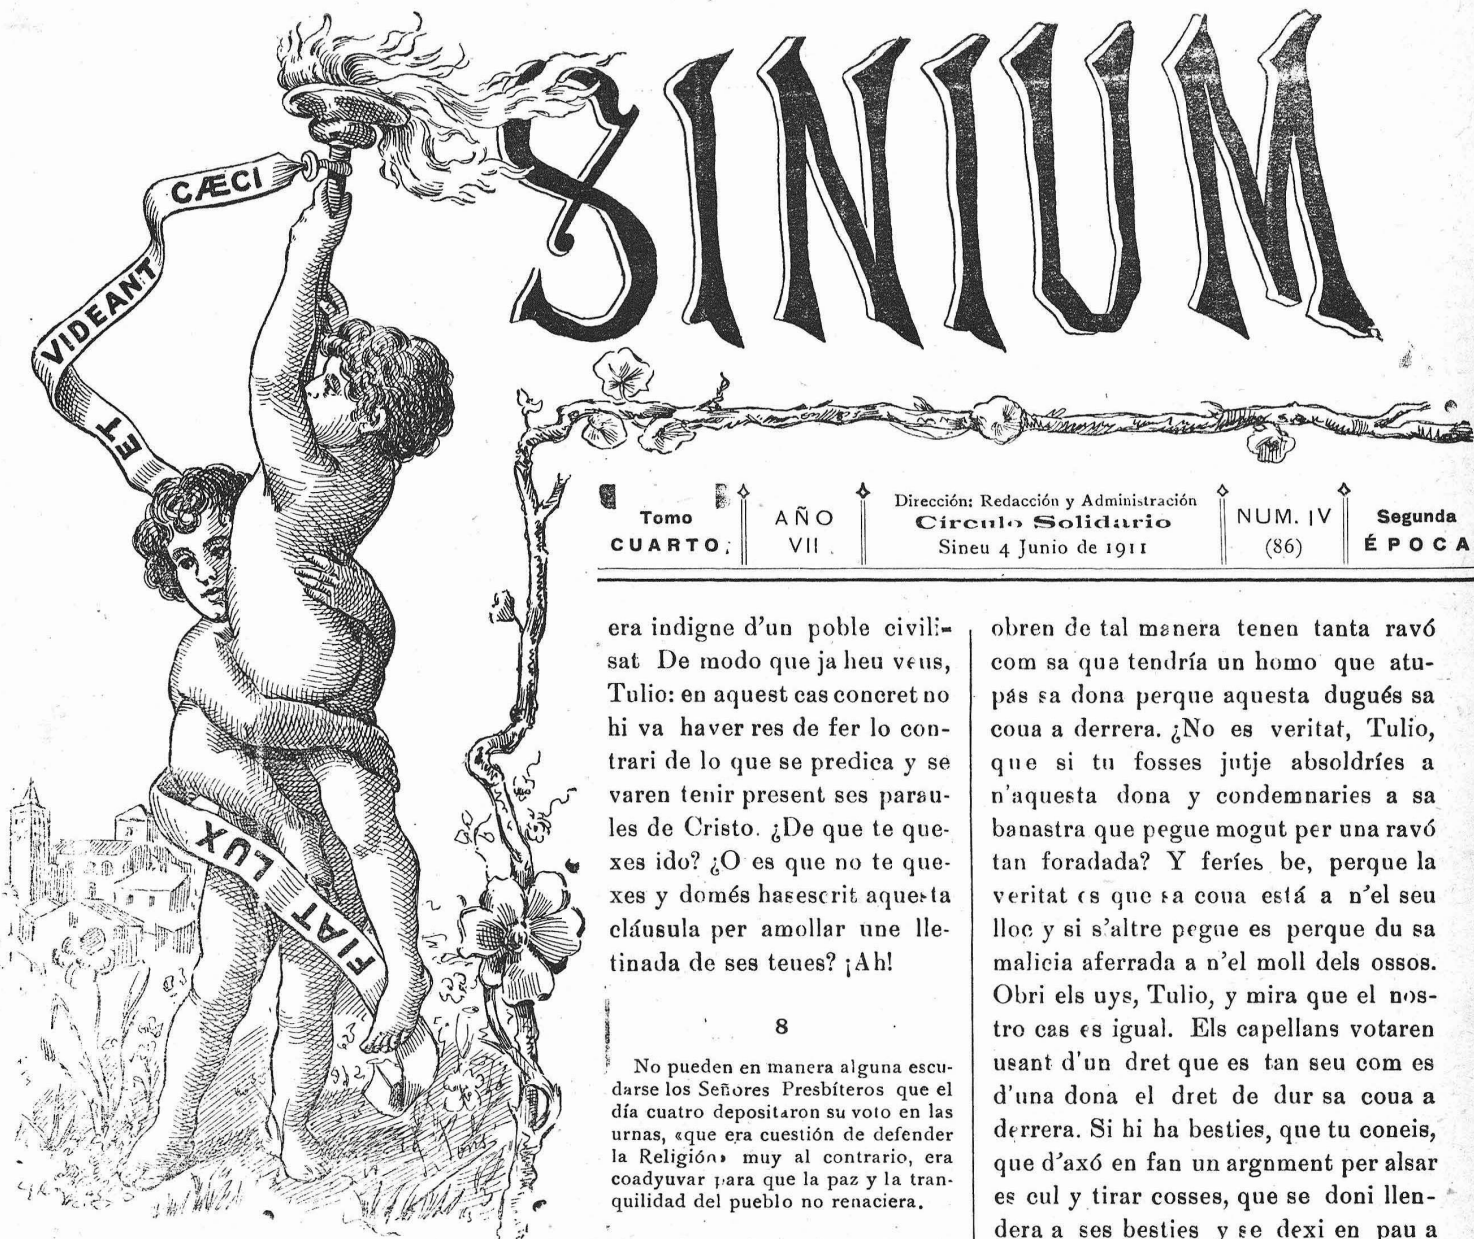 SINIUM
FIAT LUX
ET
VIDEANT
CÆCI
Tomo
CUARTO
AÑO
VII
Dirección: Redacción y Administración
Círculo Solidario
Sineu 4 Junio de 1911
NUM. IV
(86)
Segunda
ÉPOCA
era indigne d'un poble civili-
sat De modo que ja heu veus,
Tulio: en aquest cas concret no
hi va haver res de fer lo con-
trari de lo que se predica y se
varen tenir present ses parau-
les de Cristo. ¿De que te que-
xes ido? ¿O es que no te que-
xes y domés has escrit aquesta
cláusula per amollar une lle-
tinada de ses teues? ¡Ah!
8
No pueden en manera alguna escu-
darse los Señores Presbíteros que el
día cuatro depositaron su voto en las
urnas, «que era cuestión de defender
la Religión» muy al contrario, era
coadyuvar para que la paz y la tran-
quilidad del pueblo no renaciera.
obren de tal manera tenen tanta ravó
com sa que tendría un homo que atu-
pás sa dona perque aquesta dugués sa
coua a derrera. ¿No es veritat, Tulio,
que si tu fosses jutje absoldríes a
n'aquesta dona y condemnaries a sa
banastra que pegue mogut per una ravó
tan foradada? Y feríes be, perque la
veritat es que sa coua está a n'el seu
lloc y si s'altre pegue es perque du sa
malicia aferrada a n'el moll dels ossos.
Obri els uys, Tulio, y mira que el nos-
tro cas es igual. Els capellans votaren
usant d'un dret que es tan seu com es
d'una dona el dret de dur sa coua a
derrera. Si hi ha besties, que tu coneis,
que d'axó en fan un argnment per alsar
es cul y tirar cosses, que se doni llen-
dera a ses besties y se dexi en pau a